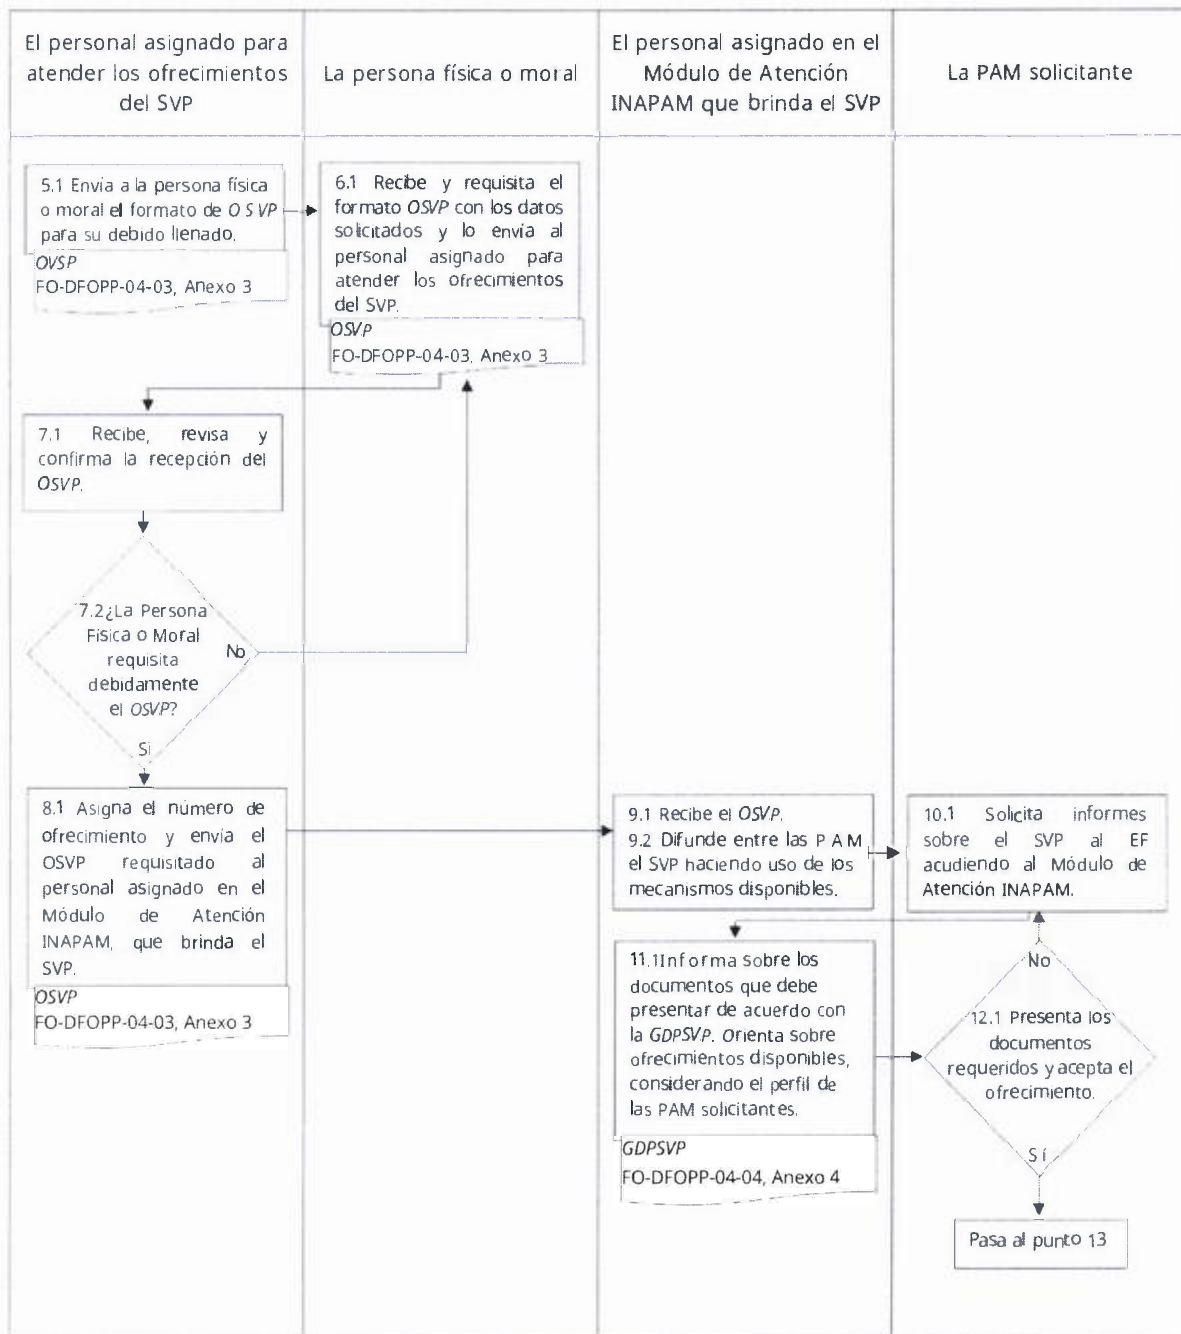 El personal asignado para
atender los ofrecimientos
del SVP
La persona física o moral
El personal asignado en el
Módulo de Atención
INAPAM que brinda el SVP
La PAM solicitante
5.1 Envía a la persona física
o moral el formato de O S VP
para su debido llenado.
OVSP
FO-DFOPP-04-03, Anexo 3
6.1 Recibe y requisita el
formato OSVP con los datos
solicitados y lo envía al
personal asignado para
atender los ofrecimientos
del SVP.
OSVP
FO-DFOPP-04-03, Anexo 3
7.1 Recibe, revisa y
confirma la recepción del
OSVP.
7.2¿La Persona
Física o Moral
requisita
debidamente
el OSVP?
No
Si
8.1 Asigna el número de
ofrecimiento y envía el
OSVP requisitado al
personal asignado en el
Módulo de Atención
INAPAM, que brinda el
SVP.
OSVP
FO-DFOPP-04-03, Anexo 3
9.1 Recibe el OSVP.
9.2 Difunde entre las P A M
el SVP haciendo uso de los
mecanismos disponibles.
10.1 Solicita informes
sobre el SVP al EF
acudiendo al Módulo de
Atención INAPAM.
11.1Informa sobre los
documentos que debe
presentar de acuerdo con
la GDPSVP. Orienta sobre
ofrecimientos disponibles,
considerando el perfil de
las PAM solicitantes.
GDPSVP
FO-DFOPP-04-04, Anexo 4
No
12.1 Presenta los
documentos
requeridos y acepta el
ofrecimiento.
Sí
Pasa al punto 13